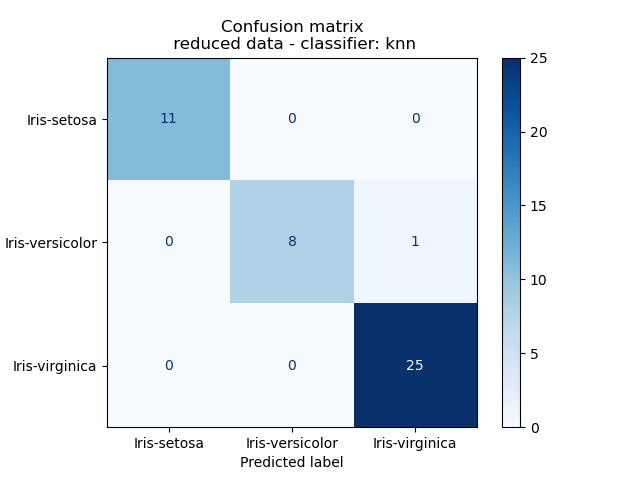 Confusion matrix
reduced data - classifier: knn
Iris-setosa 11 0 0
Iris-versicolor 0 8 1
Iris-virginica 0 0 25
Iris-setosa Iris-versicolor Iris-virginica
Predicted label
25
20
15
10
5
0